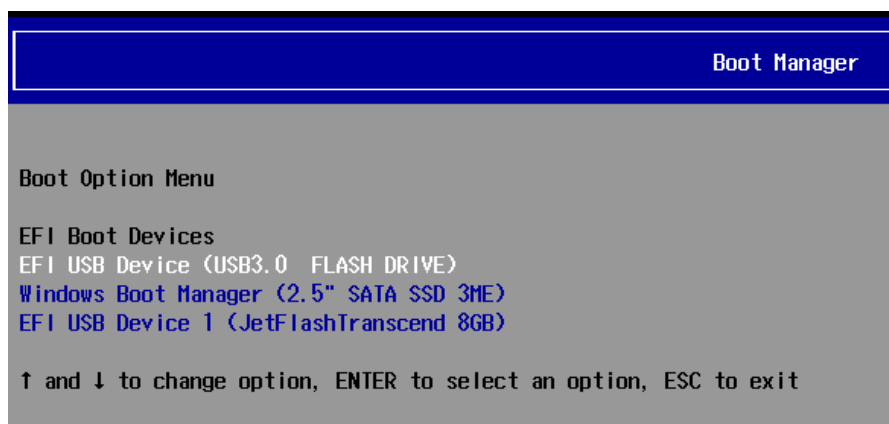 Boot Manager
Boot Option Menu
EFI Boot Devices
EFI USB Device (USB3.0  FLASH DRIVE)
Windows Boot Manager (2.5" SATA SSD 3ME)
EFI USB Device 1 (JetFlashTranscend 8GB)
↑ and ↓ to change option, ENTER to select an option, ESC to exit